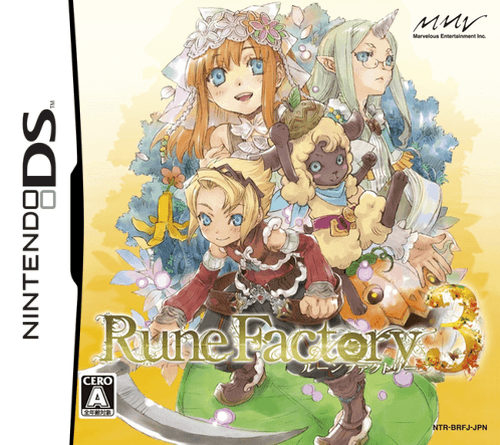 MMV
Marvelous Entertainment Inc.
NINTENDO DS™
Rune Factory 3
ルーンファクトリー
CERO
A
全年齢対象
NTR-BRFJ-JPN